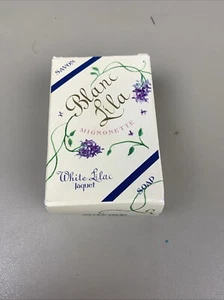 SAVON
Blanc
Lila
MIGNONETTE
White Lilac
Jaquet
SOAP